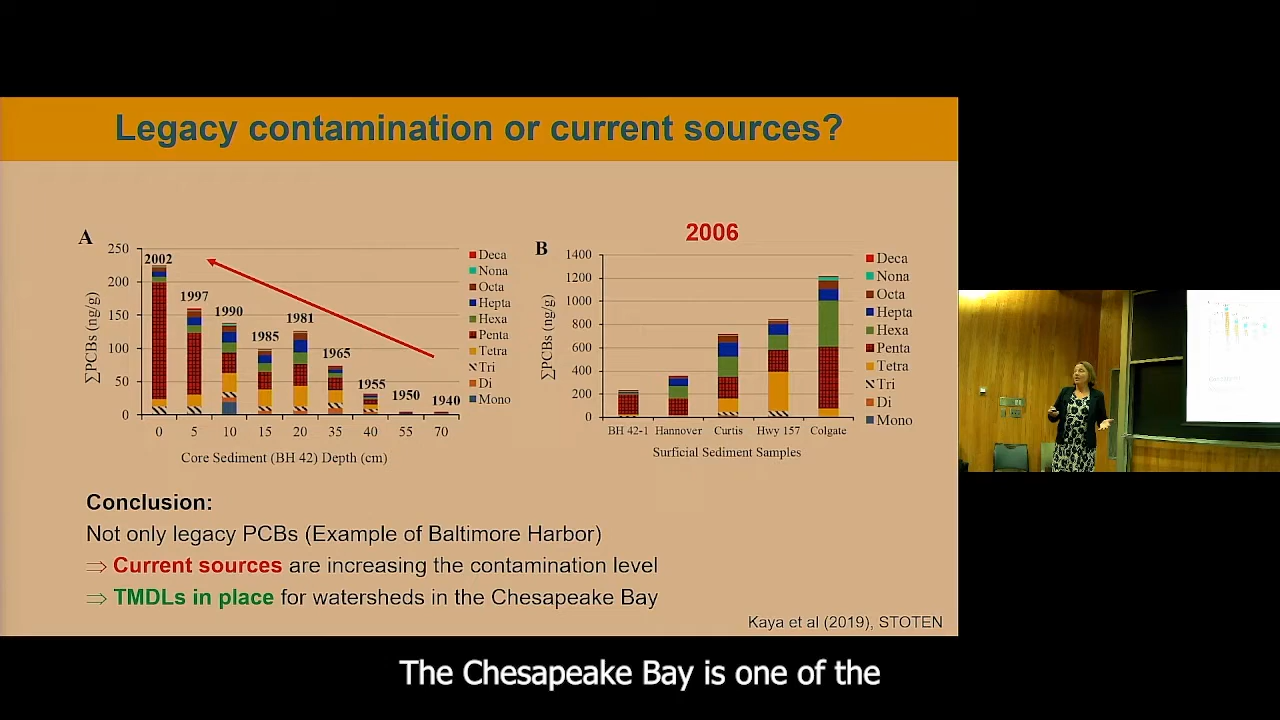 Legacy contamination or current sources?
A
∑PCBs (ng/g)
250
200
150
100
50
0
2002
1997
1990
1985
1981
1965
1955
1950
1940
0 5 10 15 20 35 40 55 70
Core Sediment (BH 42) Depth (cm)
Deca
Nona
Octa
Hepta
Hexa
Penta
Tetra
Tri
Di
Mono
2006
B
∑PCBs (ng/g)
1400
1200
1000
800
600
400
200
0
BH 42-1 Hannover Curtis Hwy 157 Colgate
Surficial Sediment Samples
Deca
Nona
Octa
Hepta
Hexa
Penta
Tetra
Tri
Di
Mono
Conclusion:
Not only legacy PCBs (Example of Baltimore Harbor)
⇒ Current sources are increasing the contamination level
⇒ TMDLs in place for watersheds in the Chesapeake Bay
Kaya et al (2019), STOTEN
The Chesapeake Bay is one of the